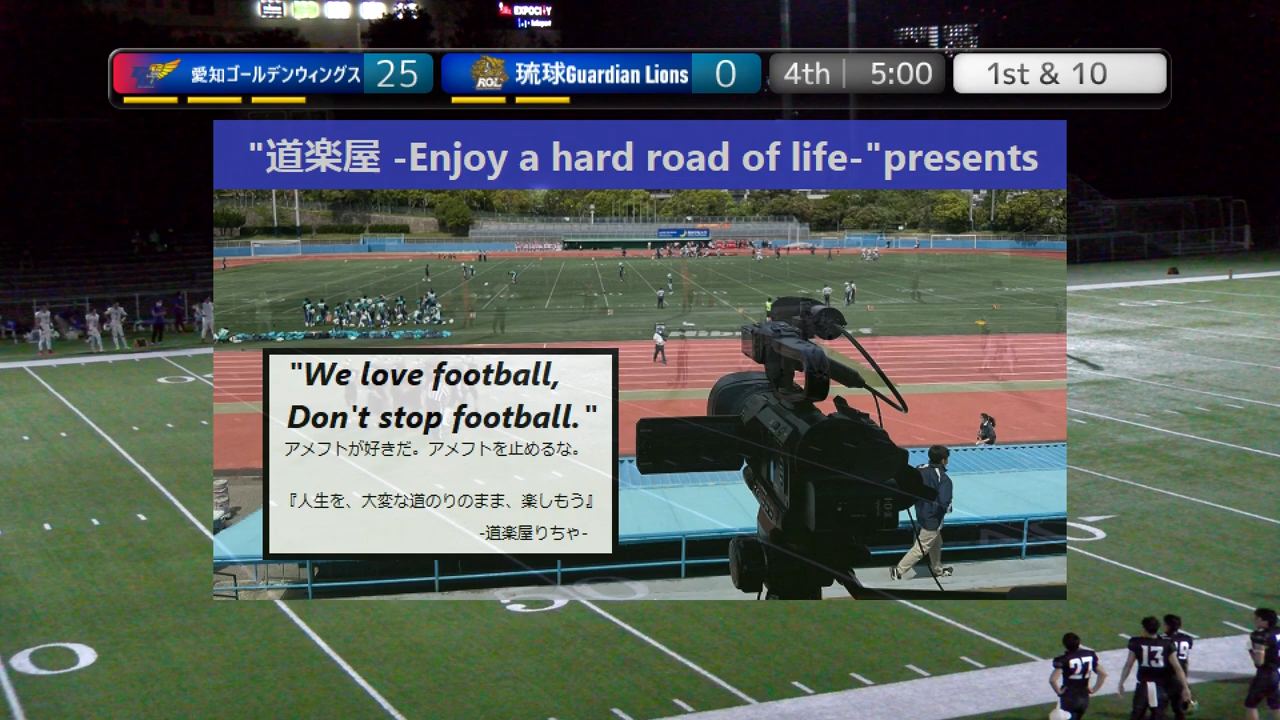 EXPOCITY
愛知ゴールデンウィングス 25 ROL 琉球Guardian Lions 0 4th 5:00 1st & 10
"道楽屋 -Enjoy a hard road of life-"presents
"We love football,
Don't stop football."
アメフトが好きだ。アメフトを止めるな。
『人生を、大変な道のりのまま、楽しもう』
-道楽屋りちゃ-
27 13 19